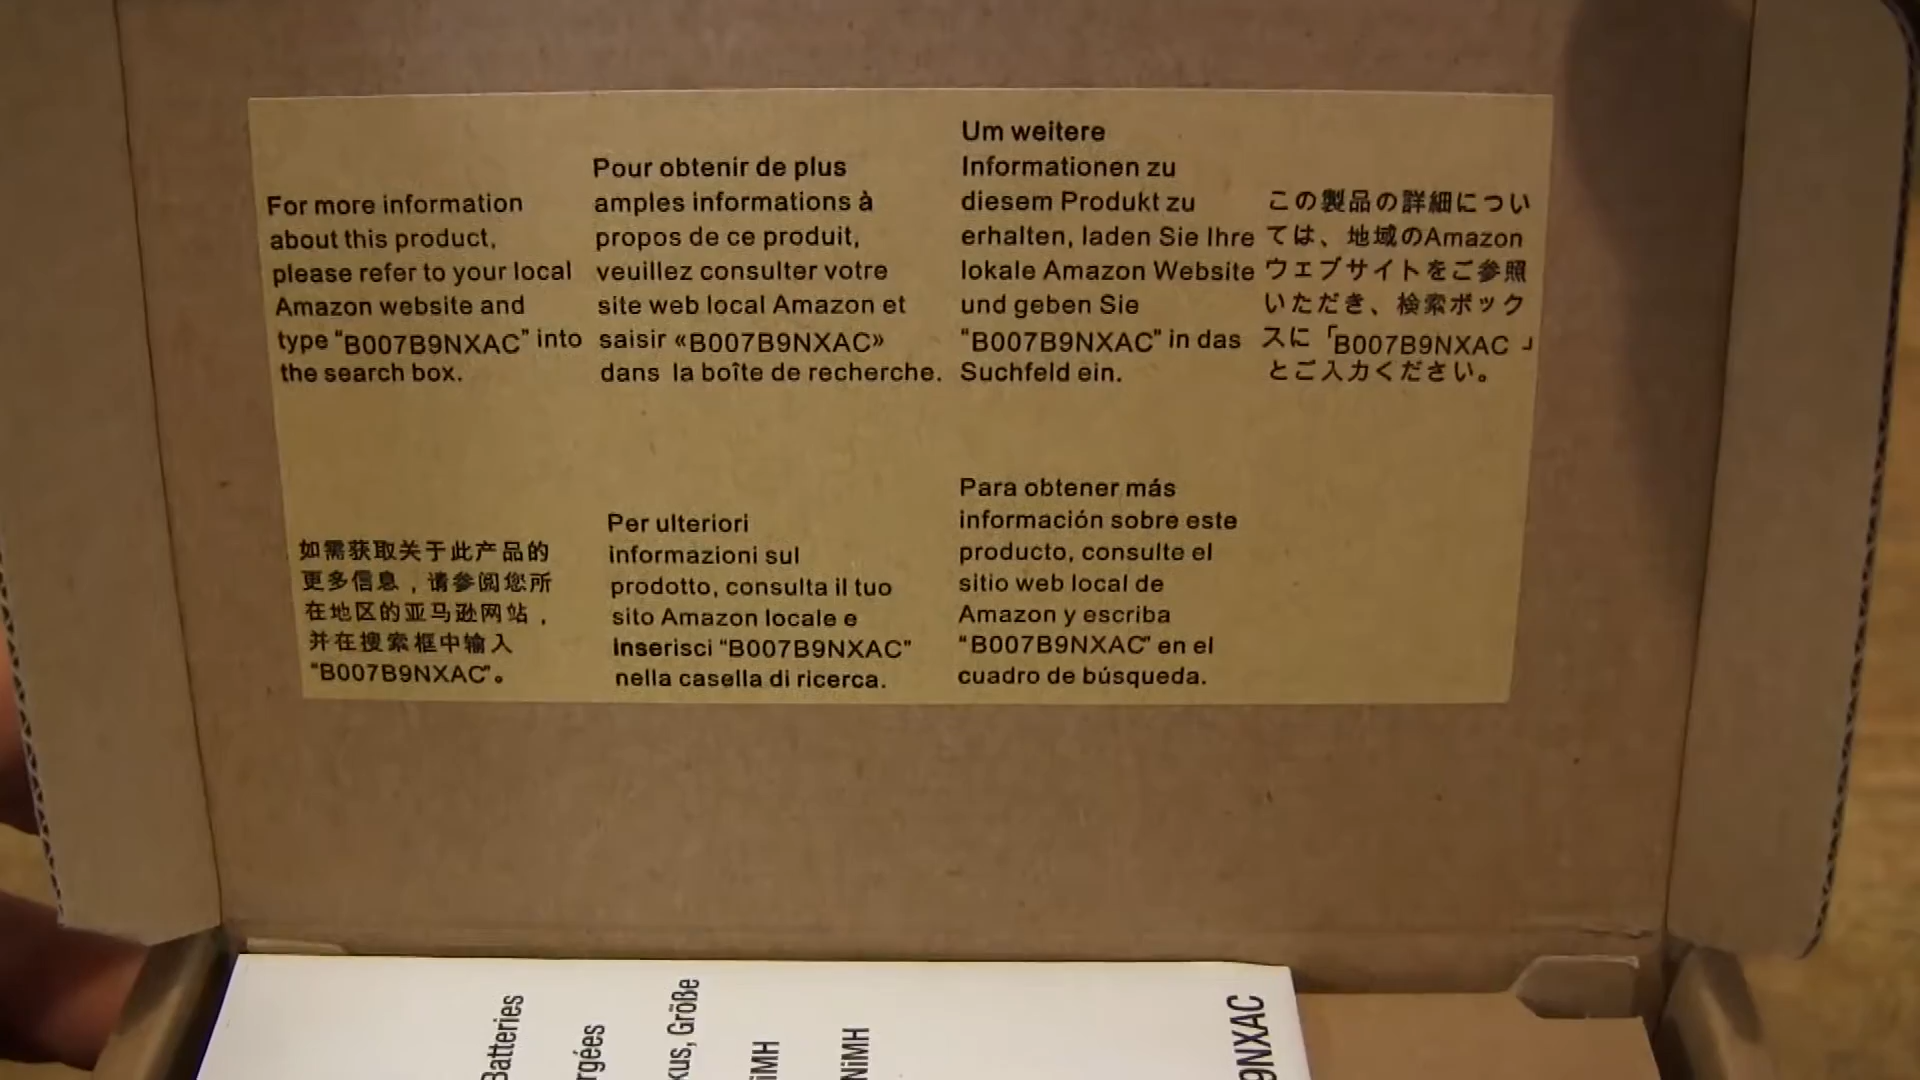 For more information
about this product,
please refer to your local
Amazon website and
type “B007B9NXAC” into
the search box.
Pour obtenir de plus
amples informations à
propos de ce produit,
veuillez consulter votre
site web local Amazon et
saisir «B007B9NXAC»
dans la boîte de recherche.
Um weitere
Informationen zu
diesem Produkt zu
erhalten, laden Sie Ihre
lokale Amazon Website
und geben Sie
“B007B9NXAC” in das
Suchfeld ein.
この製品の詳細につい
ては、地域のAmazon
ウェブサイトをご参照
いただき、検索ボック
スに「B007B9NXAC」
とご入力ください。
如需获取关于此产品的
更多信息，请参阅您所
在地区的亚马逊网站，
并在搜索框中输入
“B007B9NXAC”。
Per ulteriori
informazioni sul
prodotto, consulta il tuo
sito Amazon locale e
Inserisci “B007B9NXAC”
nella casella di ricerca.
Para obtener más
información sobre este
producto, consulte el
sitio web local de
Amazon y escriba
“B007B9NXAC” en el
cuadro de búsqueda.
Batteries
rgées
kus, Größe
iMH
NiMH
9NXAC